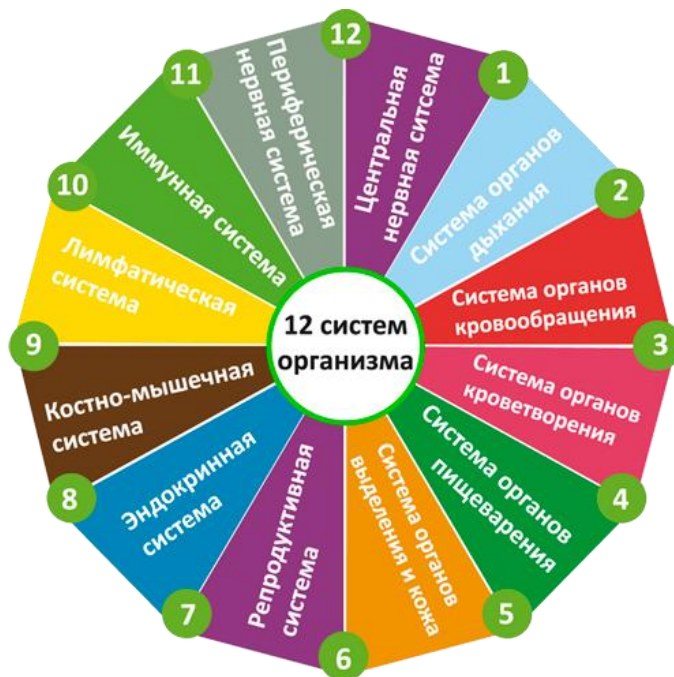 12 систем
организма
12
1
2
3
4
5
6
7
8
9
10
11
Центральная
нервная ситсема
Система органов
дыхания
Система органов
кровообращения
Система органов
кроветворения
Система органов
пищеварения
Система органов
выделения и кожа
Репродуктивная
система
Эндокринная
система
Костно-мышечная
система
Лимфатическая
система
Иммунная система
Периферическая
нервная система